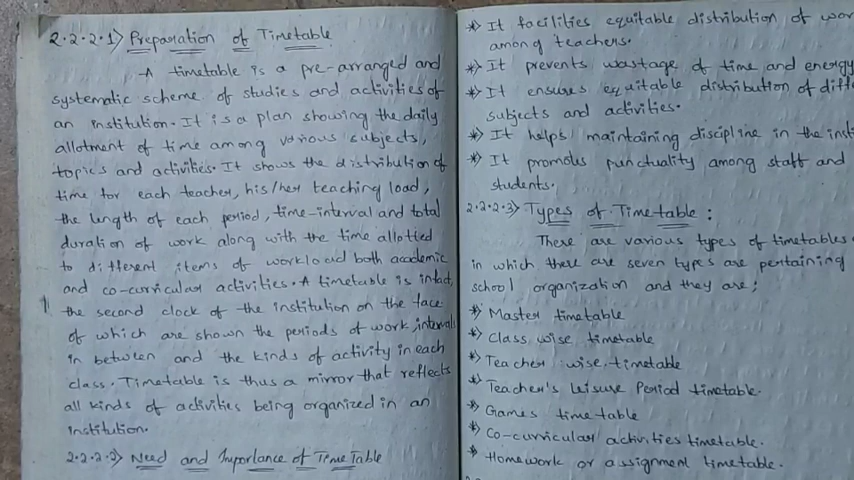 2.2.2.1) Preparation of Timetable
A timetable is a pre-arranged and
systematic scheme of studies and activities of
an institution. It is a plan showing the daily
allotment of time among various subjects,
topics and activities. It shows the distribution of
time for each teacher, his/her teaching load,
the length of each period, time-interval and total
duration of work along with the time allotted
to different items of workload both academic
and co-curricular activities. A timetable is infact,
the second clock of the institution on the face
of which are shown the periods of work, intervals
in between and the kinds of activity in each
class. Timetable is thus a mirror that reflects
all kinds of activities being organized in an
institution.
2.2.2.2) Need and Importance of Time Table
* It facilities equitable distribution of wor
among teachers.
* It prevents wastage of time and energy
* It ensures equitable distribution of diff
subjects and activities.
* It helps maintaining discipline in the insti
* It promotes punctuality among staff and
students.
2.2.2.3) Types of Timetable :
There are various types of timetables
in which there are seven types are pertaining
school organization and they are;
* Master timetable
* Class wise timetable
* Teacher wise timetable
* Teacher's leisure Period timetable.
* Games time table
* Co-curricular activities timetable.
* Homework or assignment timetable.